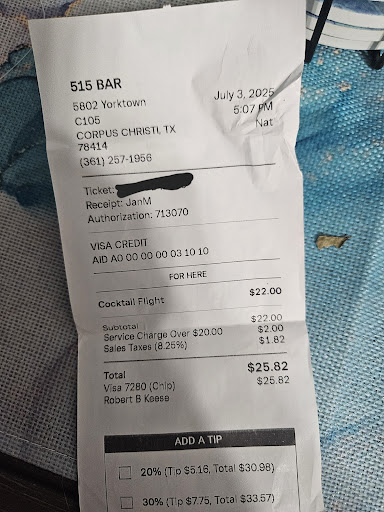 515 BAR
5802 Yorktown
C105
CORPUS CHRISTI, TX
78414
(361) 257-1956
July 3, 2025
5:07 PM
Nat
Ticket:
Receipt: JanM
Authorization: 713070
VISA CREDIT
AID A0 00 00 00 03 10 10
FOR HERE
Cocktail Flight $22.00
Subtotal $22.00
Service Charge Over $20.00 $2.00
Sales Taxes (8.25%) $1.82
Total $25.82
Visa 7280 (Chip) $25.82
Robert B Keese
ADD A TIP
20% (Tip $5.16, Total $30.98)
30% (Tip $7.75, Total $33.57)